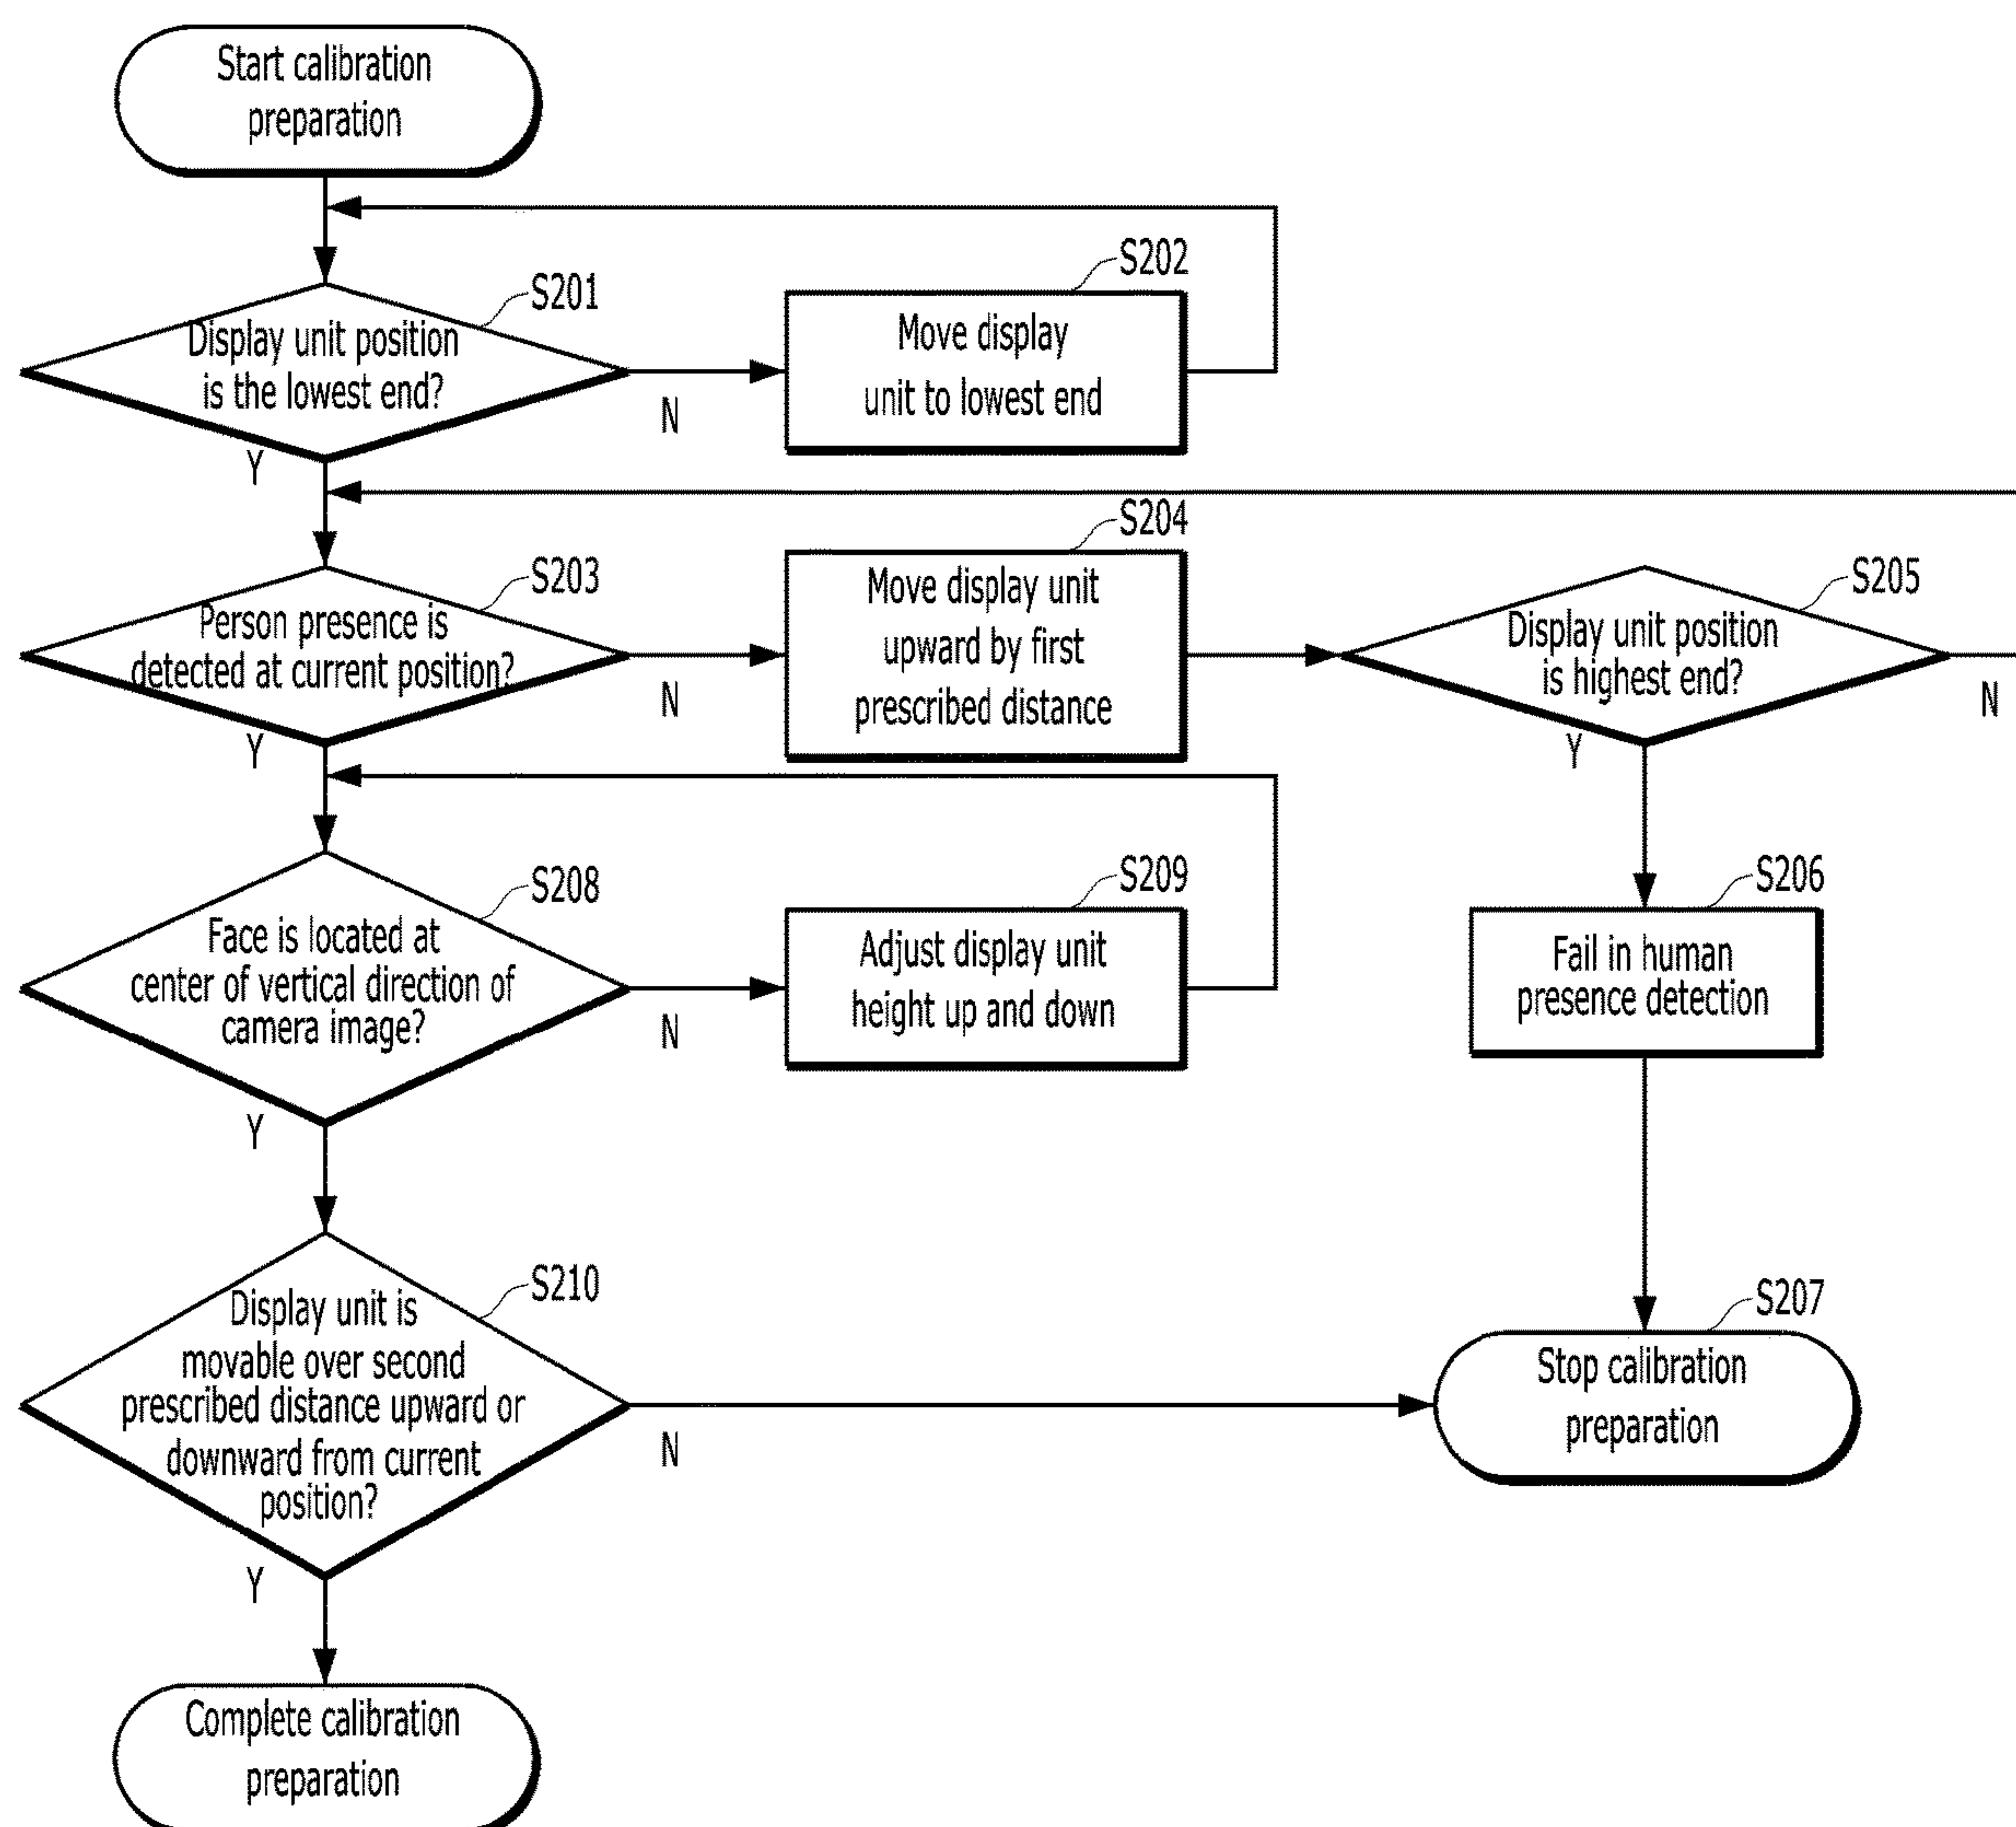 Start calibration
preparation
S201
Display unit position
is the lowest end?
N
Y
S202
Move display
unit to lowest end
S203
Person presence is
detected at current position?
N
Y
S204
Move display unit
upward by first
prescribed distance
S205
Display unit position
is highest end?
N
Y
S206
Fail in human
presence detection
S207
Stop calibration
preparation
S208
Face is located at
center of vertical direction of
camera image?
N
Y
S209
Adjust display unit
height up and down
S210
Display unit is
movable over second
prescribed distance upward or
downward from current
position?
N
Y
Complete calibration
preparation